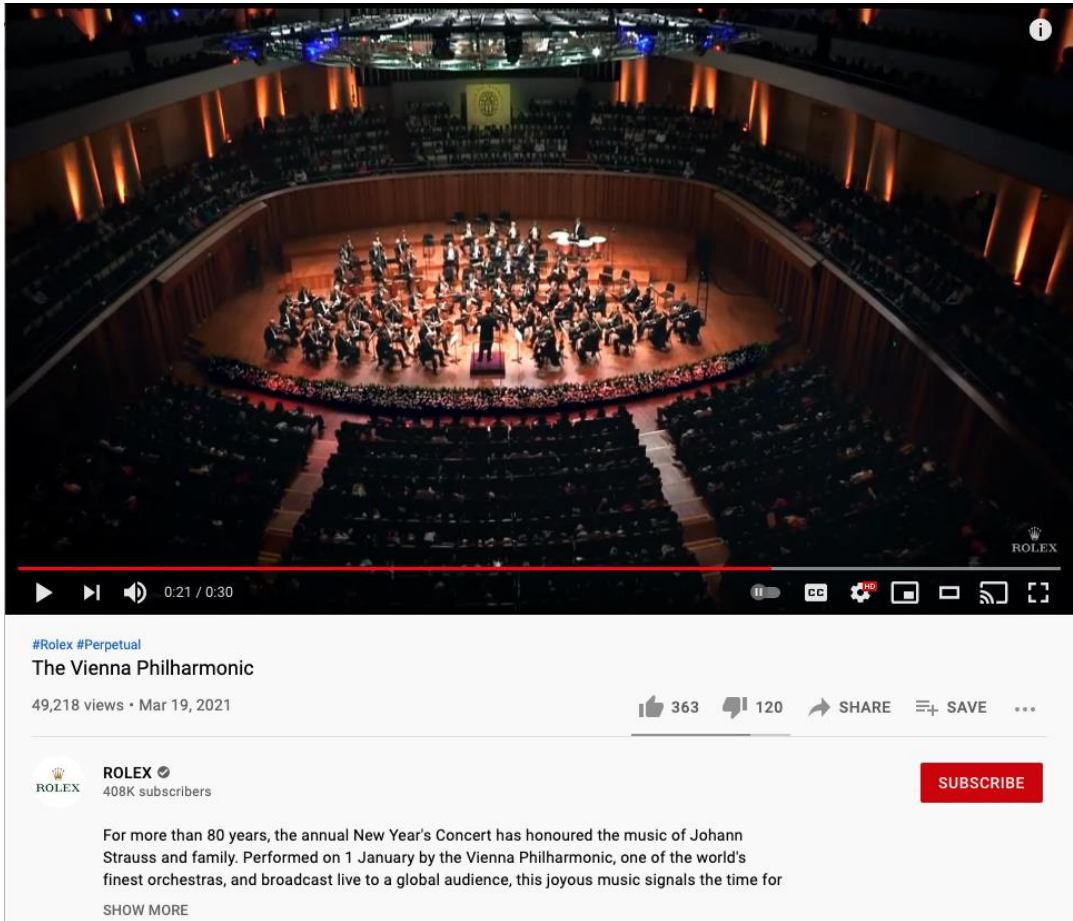 i
ROLEX
0:21 / 0:30
CC
HD
#Rolex #Perpetual
The Vienna Philharmonic
49,218 views • Mar 19, 2021
363
120
SHARE
SAVE
ROLEX
ROLEX
408K subscribers
SUBSCRIBE
For more than 80 years, the annual New Year's Concert has honoured the music of Johann
Strauss and family. Performed on 1 January by the Vienna Philharmonic, one of the world's
finest orchestras, and broadcast live to a global audience, this joyous music signals the time for
SHOW MORE